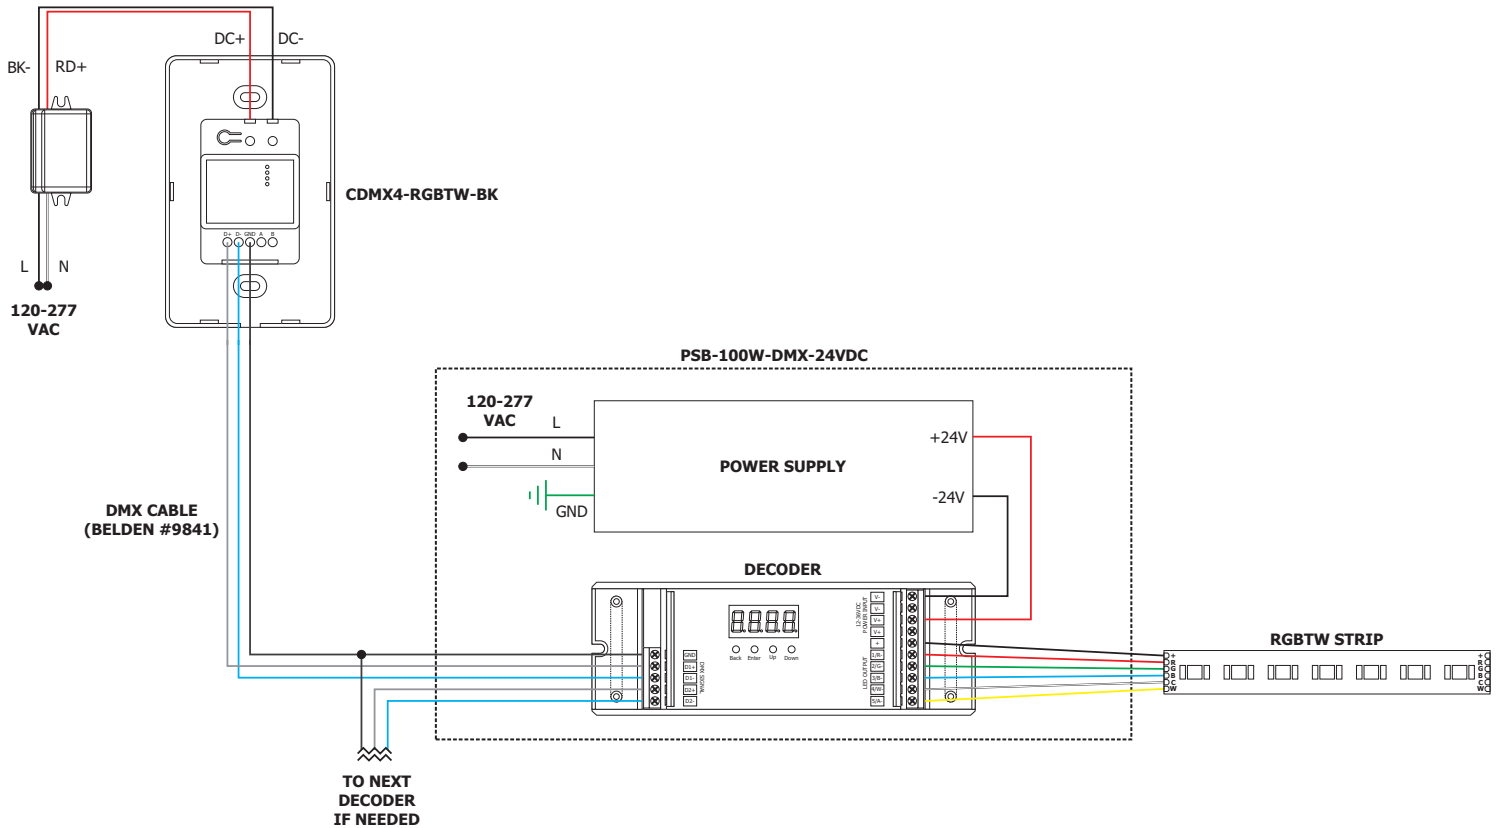 DC+
DC-
BK-
RD+
CDMX4-RGBTW-BK
D+ D- GND A B
L
N
120-277
VAC
PSB-100W-DMX-24VDC
120-277
VAC
L
N
GND
POWER SUPPLY
+24V
-24V
DMX CABLE
(BELDEN #9841)
DECODER
Back Enter Up Down
GND
D1+
D1-
D2+
D2-
DMX SIGNAL
12-36VDC
POWER INPUT
LED OUTPUT
V-
V-
V+
V+
+
1/R-
2/G-
3/B-
4/W-
5/A-
RGBTW STRIP
+
R
G
B
C
W
+
R
G
B
C
W
TO NEXT
DECODER
IF NEEDED